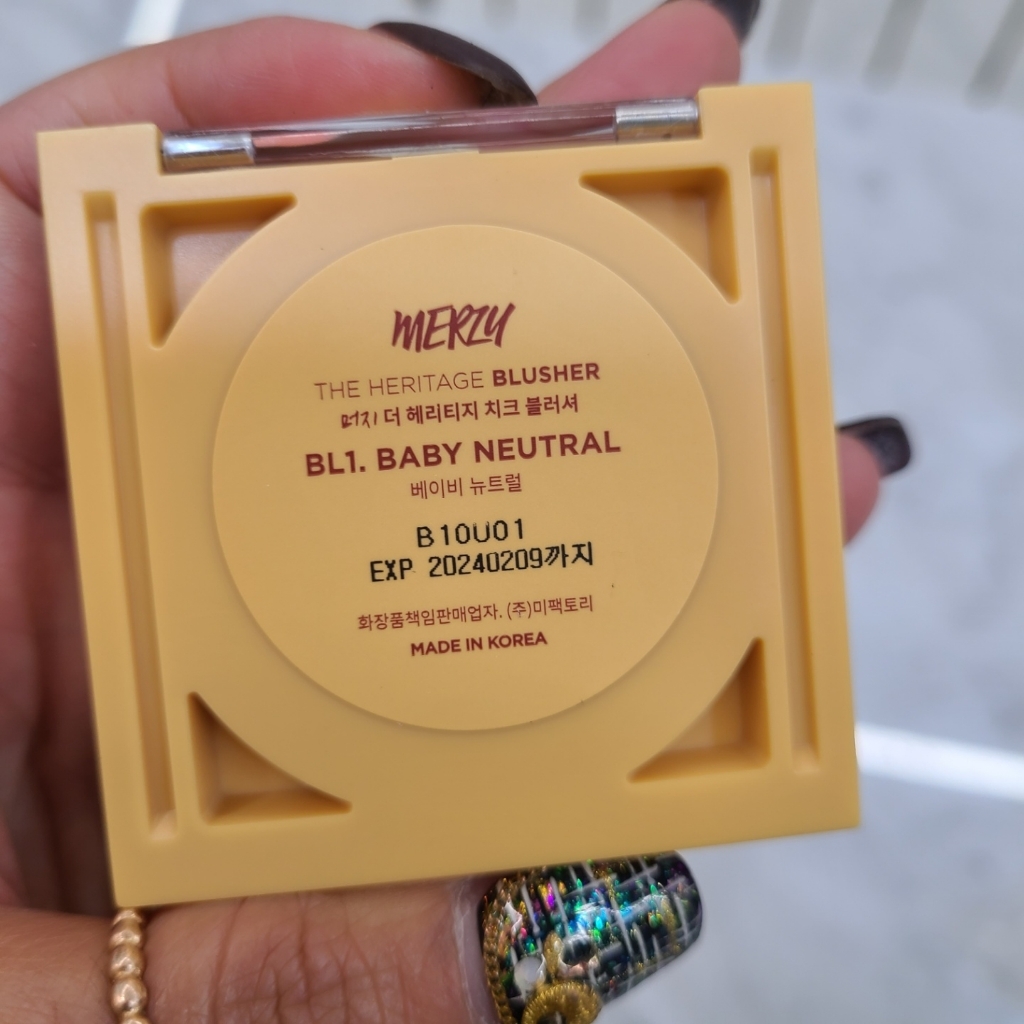 MERZY
THE HERITAGE BLUSHER
머지 더 헤리티지 치크 블러셔
BL1. BABY NEUTRAL
베이비 뉴트럴
B10U01
EXP 20240209까지
화장품책임판매업자. (주)미팩토리
MADE IN KOREA